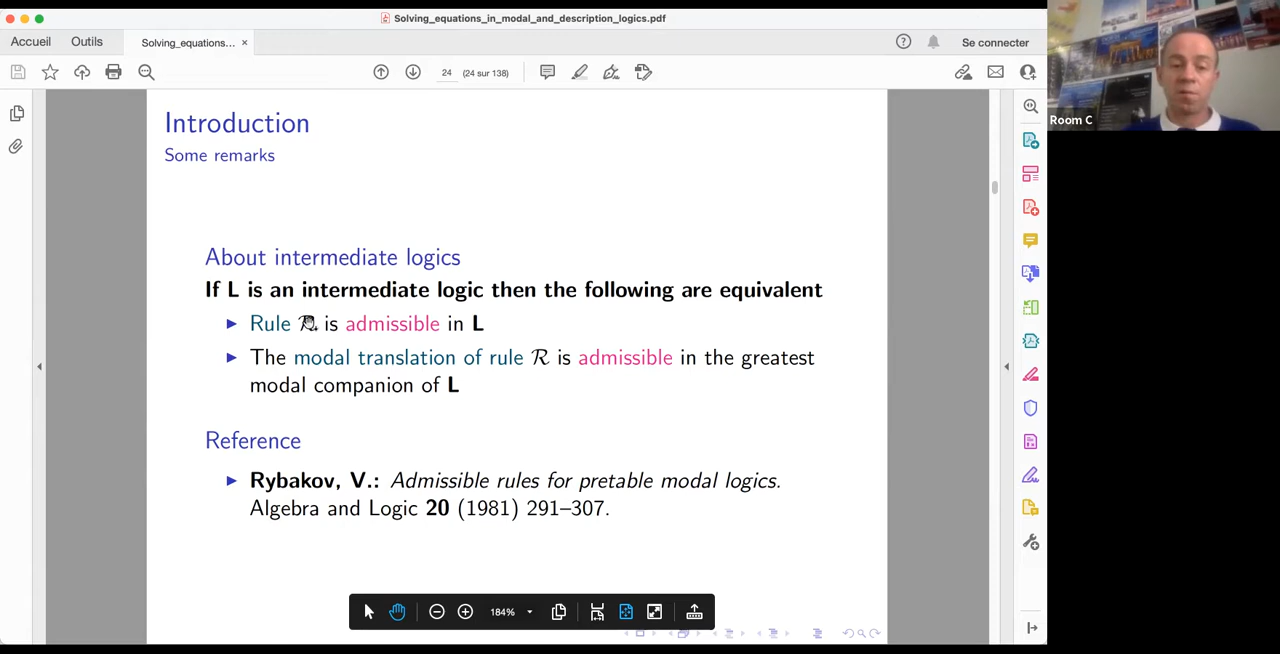 Solving_equations_in_modal_and_description_logics.pdf
Accueil Outils Solving_equations... × Se connecter
24 (24 sur 138)
Room C
Introduction
Some remarks
About intermediate logics
If L is an intermediate logic then the following are equivalent
▶ Rule ℛ is admissible in L
▶ The modal translation of rule ℛ is admissible in the greatest
modal companion of L
Reference
▶ Rybakov, V.: Admissible rules for pretable modal logics.
Algebra and Logic 20 (1981) 291–307.
184%